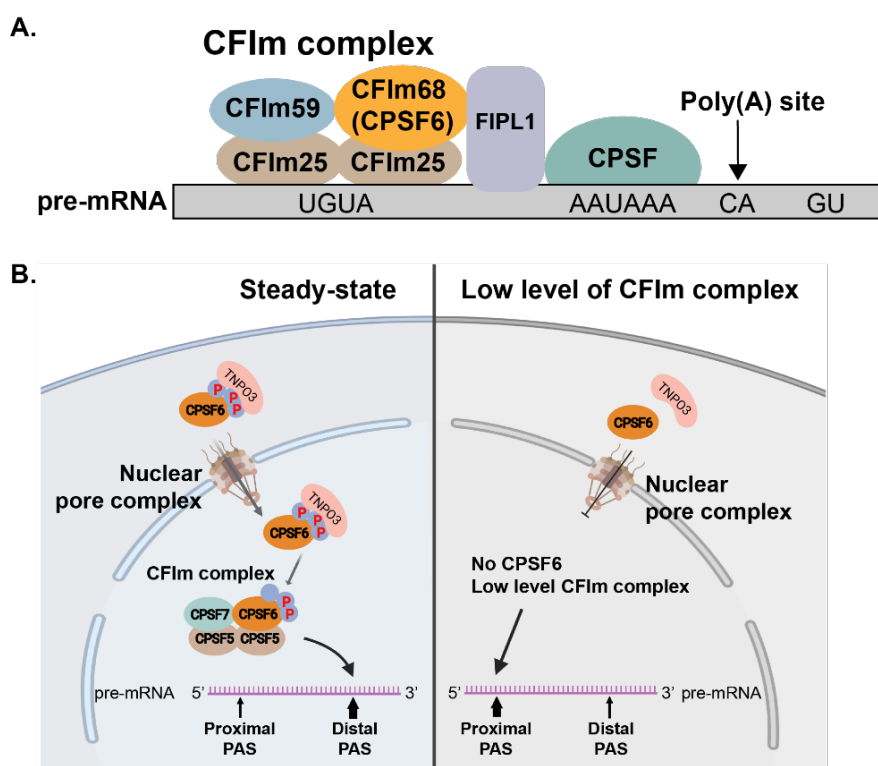 A.
CFIm complex
CFIm59
CFIm68
(CPSF6)
FIPL1
CFIm25
CFIm25
CPSF
Poly(A) site
pre-mRNA
UGUA
AAUAAA
CA
GU
B.
Steady-state
P
P
P
TNPO3
CPSF6
Nuclear
pore complex
P
P
P
TNPO3
CPSF6
CFIm complex
CPSF7
CPSF6
P
P
CPSF5
CPSF5
pre-mRNA
5’
3’
Proximal
PAS
Distal
PAS
Low level of CFIm complex
TNPO3
CPSF6
Nuclear
pore complex
No CPSF6
Low level CFIm complex
5’
3’
pre-mRNA
Proximal
PAS
Distal
PAS